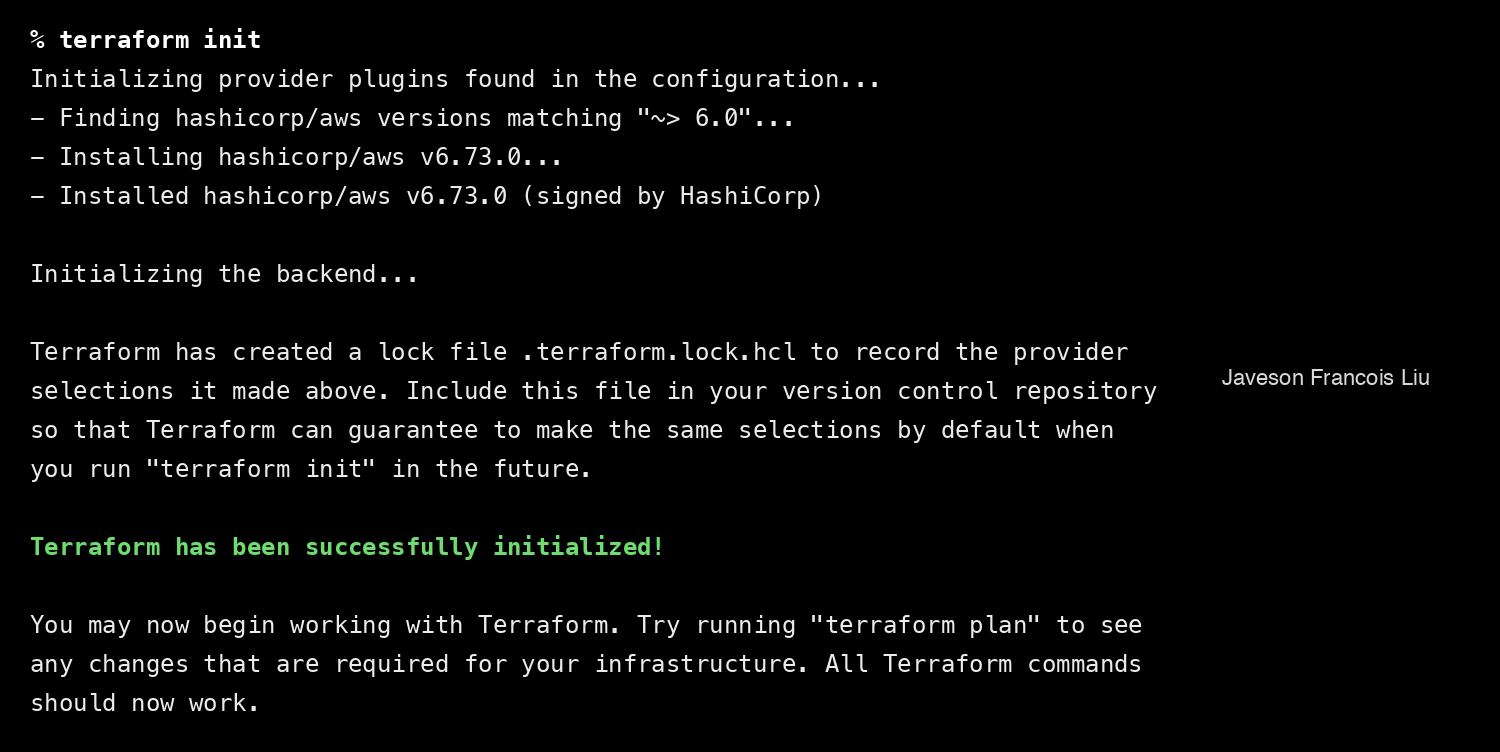 % terraform init
Initializing provider plugins found in the configuration...
- Finding hashicorp/aws versions matching "~> 6.0"...
- Installing hashicorp/aws v6.73.0...
- Installed hashicorp/aws v6.73.0 (signed by HashiCorp)
Initializing the backend...
Terraform has created a lock file .terraform.lock.hcl to record the provider
selections it made above. Include this file in your version control repository
so that Terraform can guarantee to make the same selections by default when
you run "terraform init" in the future.
Javeson Francois Liu
Terraform has been successfully initialized!
You may now begin working with Terraform. Try running "terraform plan" to see
any changes that are required for your infrastructure. All Terraform commands
should now work.